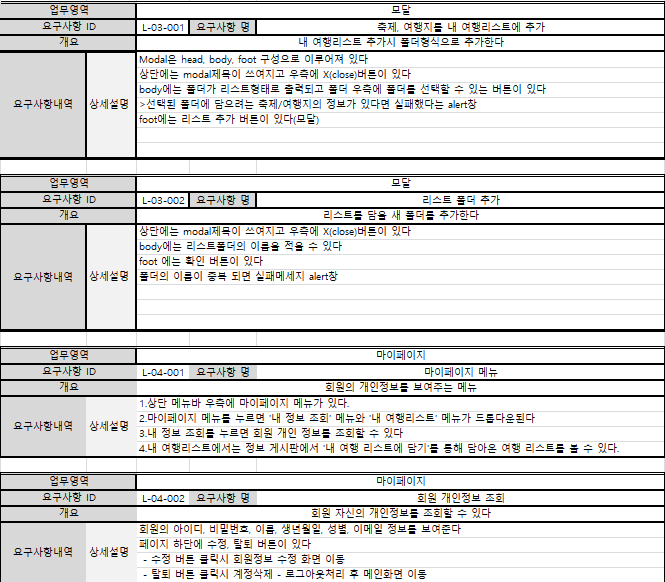 업무영역 모달
요구사항 ID L-03-001 요구사항 명 축제, 여행지를 내 여행리스트에 추가
개요 내 여행리스트 추가시 폴더형식으로 추가한다
요구사항내역 상세설명
Modal은 head, body, foot 구성으로 이루어져 있다
상단에는 modal제목이 쓰여지고 우측에 X(close)버튼이 있다
body에는 폴더가 리스트형태로 출력되고 폴더 우측에 폴더를 선택할 수 있는 버튼이 있다
>선택된 폴더에 담으려는 축제/여행지의 정보가 있다면 실패했다는 alert창
foot에는 리스트 추가 버튼이 있다(모달)
업무영역 모달
요구사항 ID L-03-002 요구사항 명 리스트 폴더 추가
개요 리스트를 담을 새 폴더를 추가한다
요구사항내역 상세설명
상단에는 modal제목이 쓰여지고 우측에 X(close)버튼이 있다
body에는 리스트폴더의 이름을 적을 수 있다
foot 에는 확인 버튼이 있다
폴더의 이름이 중복 되면 실패메세지 alert창
업무영역 마이페이지
요구사항 ID L-04-001 요구사항 명 마이페이지 메뉴
개요 회원의 개인정보를 보여주는 메뉴
요구사항내역 상세설명
1.상단 메뉴바 우측에 마이페이지 메뉴가 있다.
2.마이페이지 메뉴를 누르면 '내 정보 조회' 메뉴와 '내 여행리스트' 메뉴가 드롭다운된다
3.내 정보 조회를 누르면 회원 개인 정보를 조회할 수 있다
4.내 여행리스트에서는 정보 게시판에서 '내 여행 리스트에 담기'를 통해 담아온 여행 리스트를 볼 수 있다.
업무영역 마이페이지
요구사항 ID L-04-002 요구사항 명 회원 개인정보 조회
개요 회원 자신의 개인정보를 조회할 수 있다
요구사항내역 상세설명
회원의 아이디, 비밀번호, 이름, 생년월일, 성별, 이메일 정보를 보여준다
페이지 하단에 수정, 탈퇴 버튼이 있다
- 수정 버튼 클릭시 회원정보 수정 화면 이동
- 탈퇴 버튼 클릭시 계정삭제 - 로그아웃처리 후 메인화면 이동